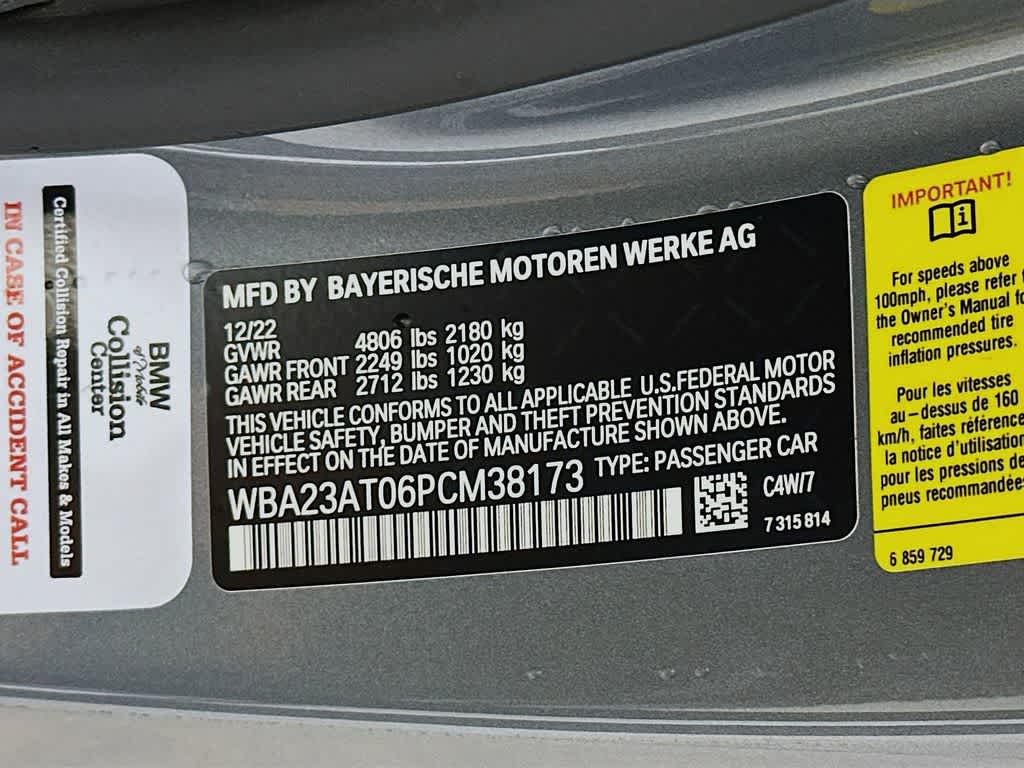 IN CASE OF ACCIDENT CALL
Certified Collision Repair in All Makes & Models
BMW
Collision
Center
MFD BY BAYERISCHE MOTOREN WERKE AG
12/22
GVWR 4806 lbs 2180 kg
GAWR FRONT 2249 lbs 1020 kg
GAWR REAR 2712 lbs 1230 kg
THIS VEHICLE CONFORMS TO ALL APPLICABLE U.S.FEDERAL MOTOR
VEHICLE SAFETY, BUMPER AND THEFT PREVENTION STANDARDS
IN EFFECT ON THE DATE OF MANUFACTURE SHOWN ABOVE.
WBA23AT06PCM38173 TYPE: PASSENGER CAR
C4W/7
7 315 814
IMPORTANT!
For speeds above
100mph, please refer
the Owner's Manual fo
recommended tire
inflation pressures.
Pour les vitesses
au-dessus de 160
km/h, faites référence
la notice d'utilisation
pour les pressions de
pneus recommandée
6 859 729